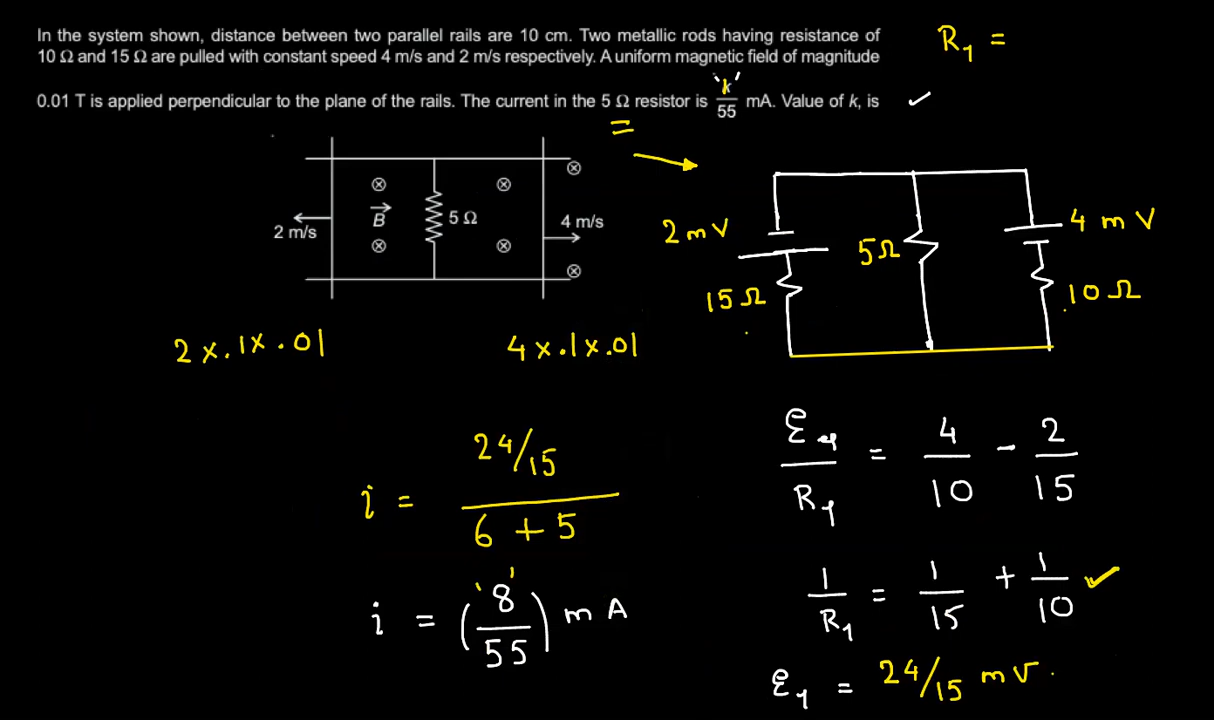 In the system shown, distance between two parallel rails are 10 cm. Two metallic rods having resistance of
10 Ω and 15 Ω are pulled with constant speed 4 m/s and 2 m/s respectively. A uniform magnetic field of magnitude
0.01 T is applied perpendicular to the plane of the rails. The current in the 5 Ω resistor is 'k'/55 mA. Value of k, is
R₁ =
=
2 m/s
B
5 Ω
4 m/s
2 mV
15Ω
5Ω
4 mV
10Ω
2 x .1 x .01
4 x .1 x .01
i = (24/15)/(6 + 5)
i = ('8'/55) mA
ε₁/R₁ = 4/10 - 2/15
1/R₁ = 1/15 + 1/10
ε₁ = 24/15 mv.